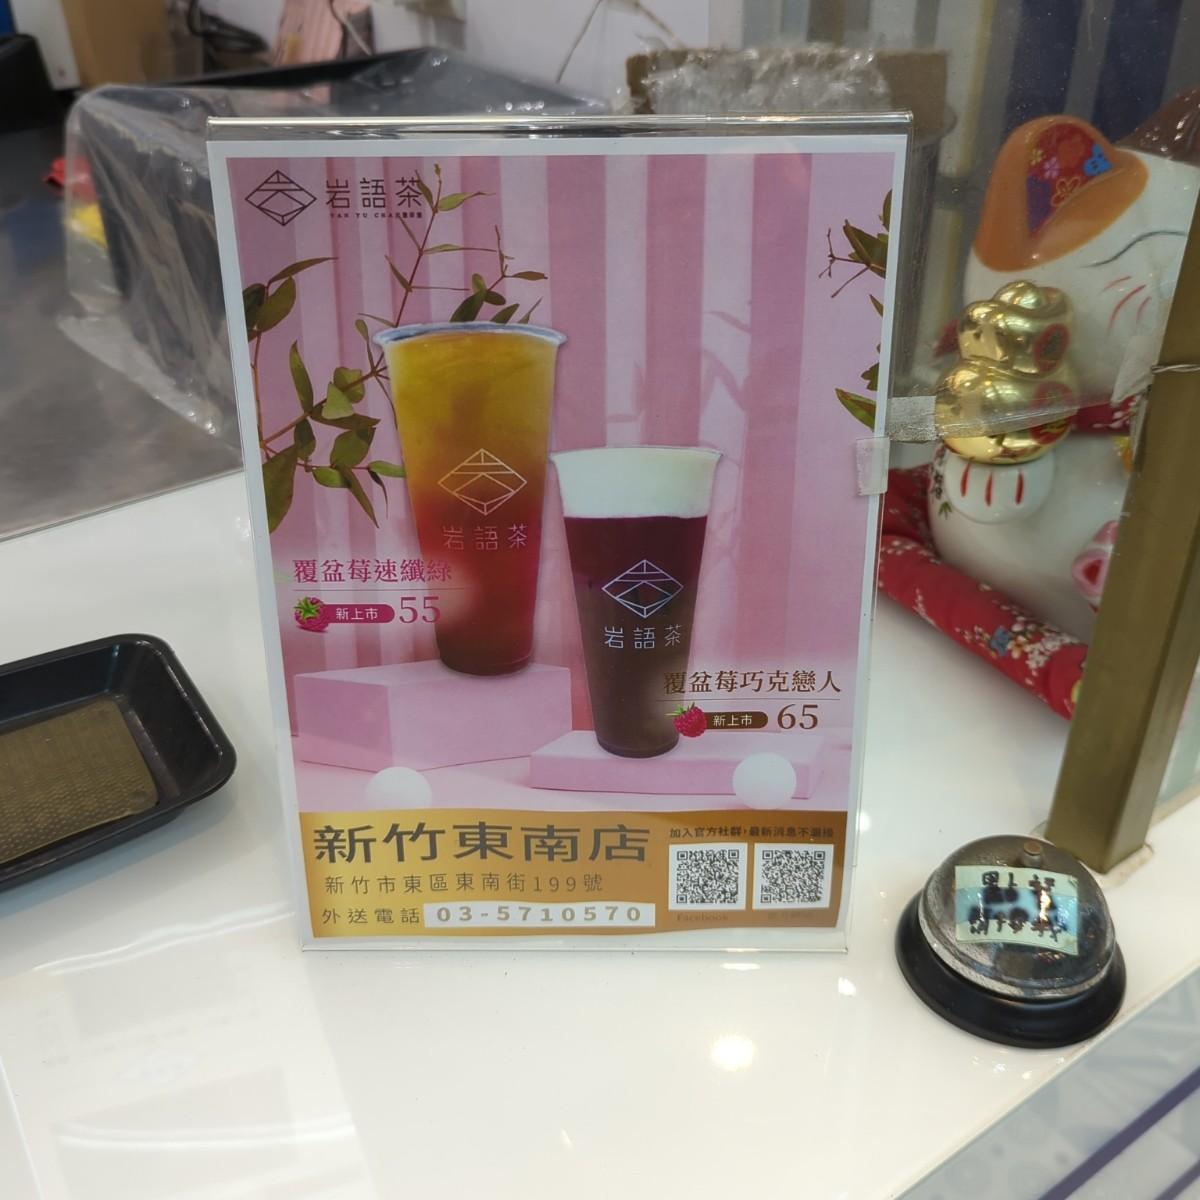 岩語茶
YAN YU CHA
岩語茶
岩語茶
覆盆莓速纖綠
新上市 55
覆盆莓巧克戀人
新上市 65
新竹東南店
新竹市東區東南街199號
外送電話 03-5710570
加入官方社群,最新消息不漏接
Facebook